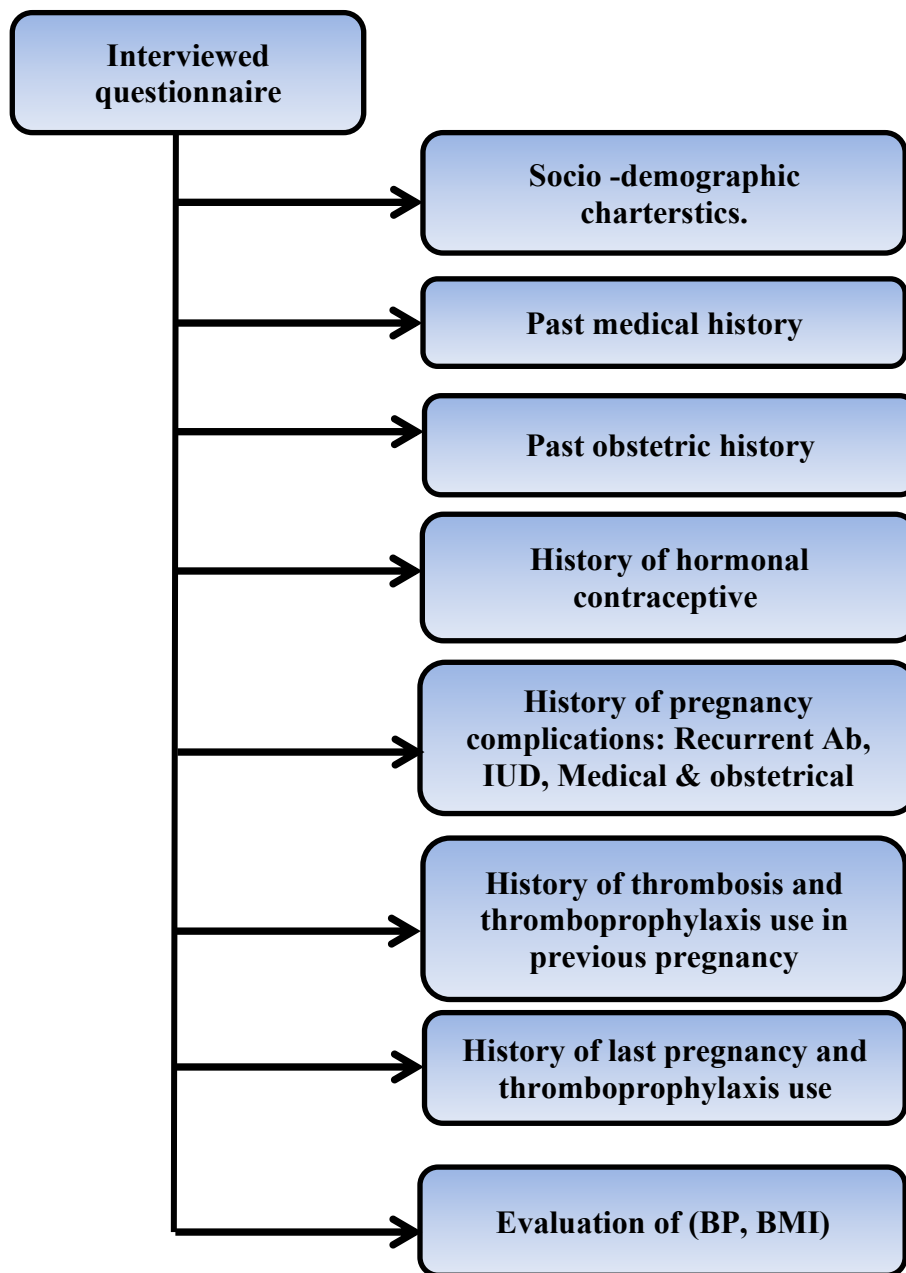 Interviewed
questionnaire
Socio -demographic
charterstics.
Past medical history
Past obstetric history
History of hormonal
contraceptive
History of pregnancy
complications: Recurrent Ab,
IUD, Medical & obstetrical
History of thrombosis and
thromboprophylaxis use in
previous pregnancy
History of last pregnancy and
thromboprophylaxis use
Evaluation of (BP, BMI)